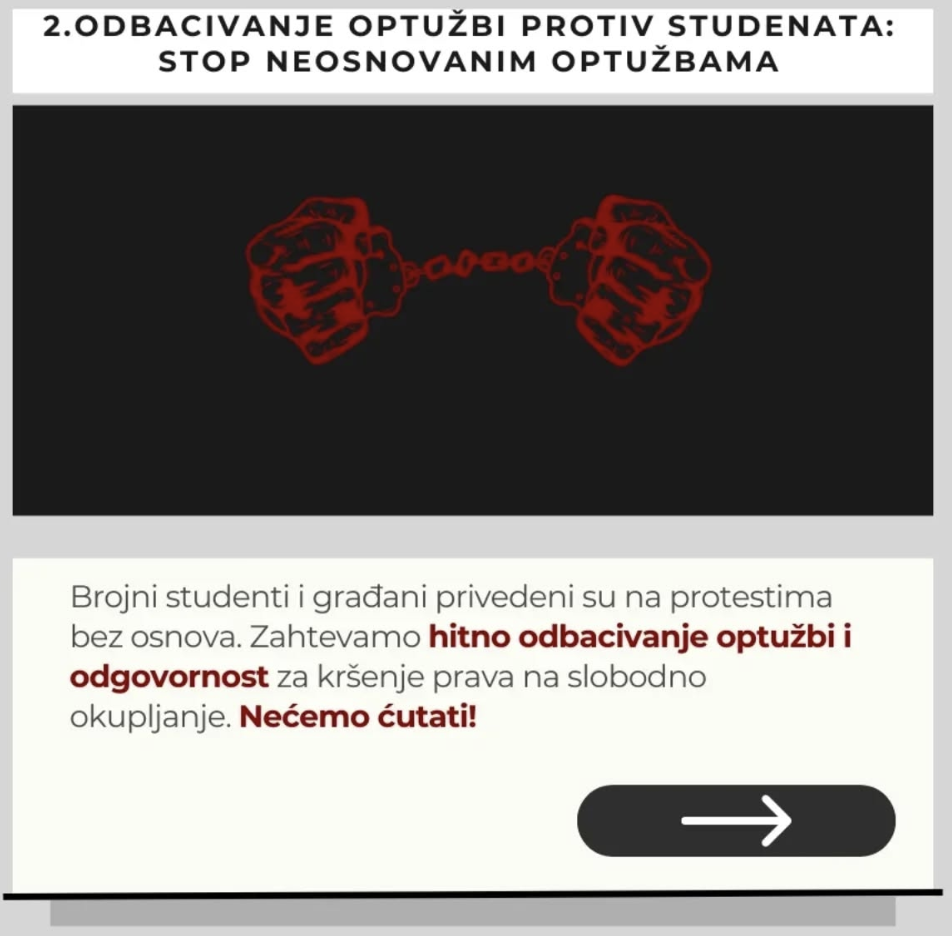 2.ODBACIVANJE OPTUŽBI PROTIV STUDENATA:
STOP NEOSNOVANIM OPTUŽBAMA
Brojni studenti i građani privedeni su na protestima
bez osnova. Zahtevamo hitno odbacivanje optužbi i
odgovornost za kršenje prava na slobodno
okupljanje. Nećemo ćutati!